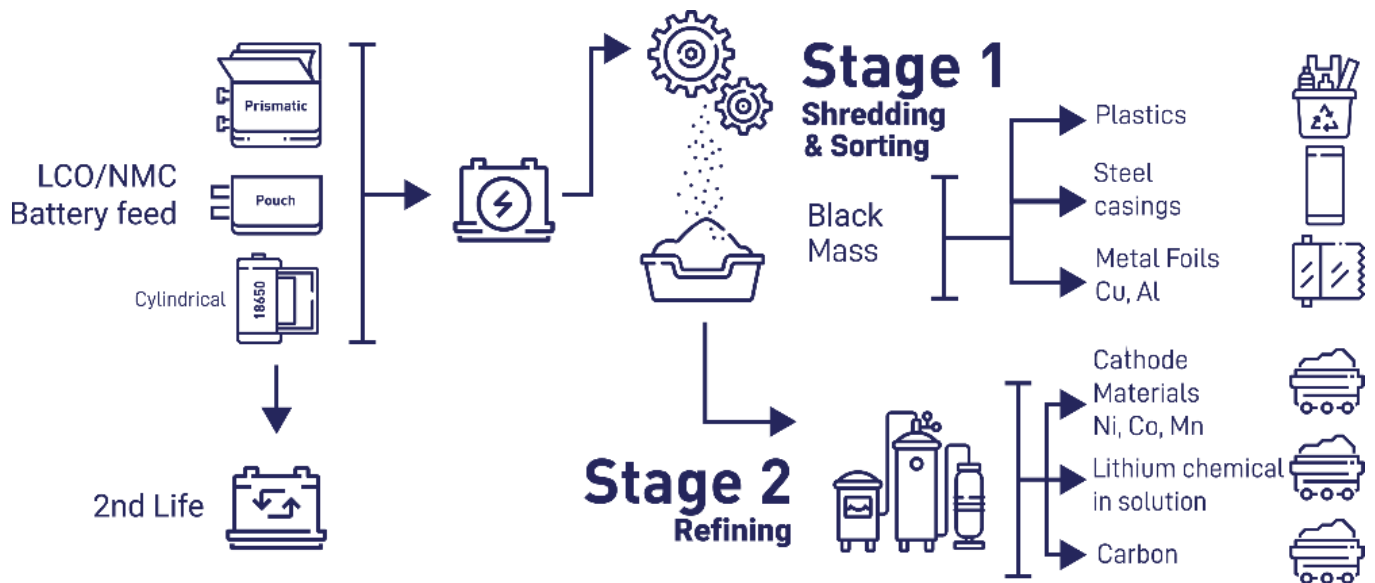 Prismatic
LCO/NMC
Battery feed
Pouch
Cylindrical
18650
2nd Life
Stage 1
Shredding
& Sorting
Black
Mass
Plastics
Steel
casings
Metal Foils
Cu, Al
Stage 2
Refining
Cathode
Materials
Ni, Co, Mn
Lithium chemical
in solution
Carbon